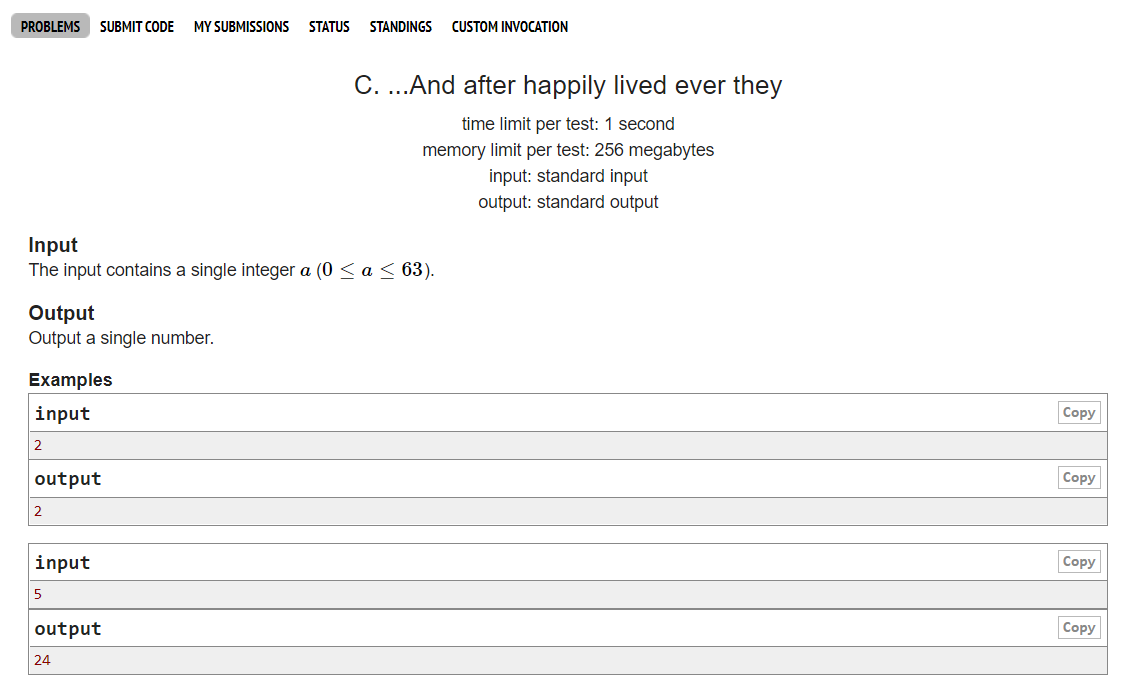 PROBLEMS SUBMIT CODE MY SUBMISSIONS STATUS STANDINGS CUSTOM INVOCATION
C. ...And after happily lived ever they
time limit per test: 1 second
memory limit per test: 256 megabytes
input: standard input
output: standard output
Input
The input contains a single integer a (0 ≤ a ≤ 63).
Output
Output a single number.
Examples
input Copy
2
output Copy
2
input Copy
5
output Copy
24